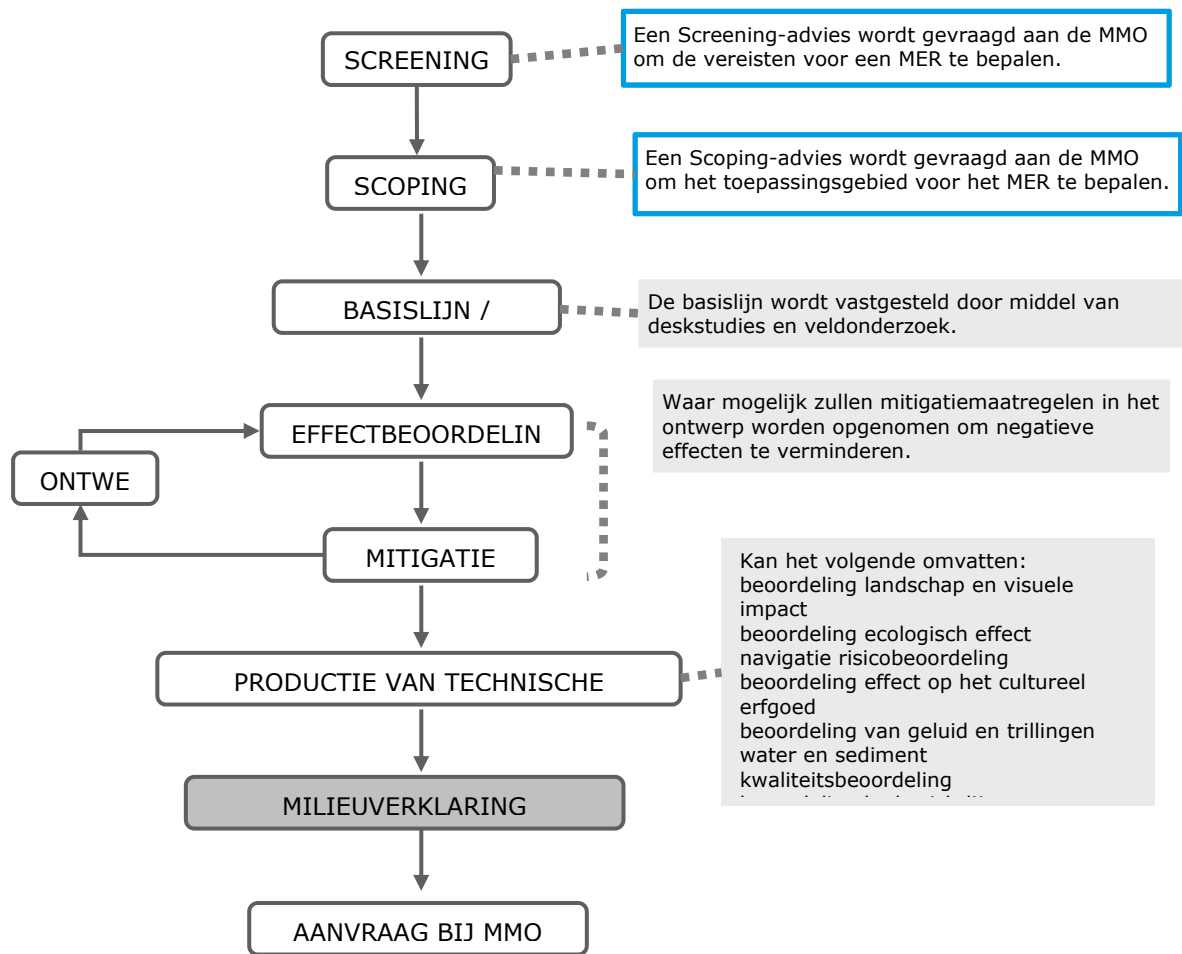 SCREENING
Een Screening-advies wordt gevraagd aan de MMO
om de vereisten voor een MER te bepalen.
SCOPING
Een Scoping-advies wordt gevraagd aan de MMO
om het toepassingsgebied voor het MER te bepalen.
BASISLIJN /
De basislijn wordt vastgesteld door middel van
deskstudies en veldonderzoek.
EFFECTBEOORDELIN
Waar mogelijk zullen mitigatiemaatregelen in het
ontwerp worden opgenomen om negatieve
effecten te verminderen.
ONTWE
MITIGATIE
PRODUCTIE VAN TECHNISCHE
Kan het volgende omvatten:
beoordeling landschap en visuele
impact
beoordeling ecologisch effect
navigatie risicobeoordeling
beoordeling effect op het cultureel
erfgoed
beoordeling van geluid en trillingen
water en sediment
kwaliteitsbeoordeling
MILIEUVERKLARING
AANVRAAG BIJ MMO